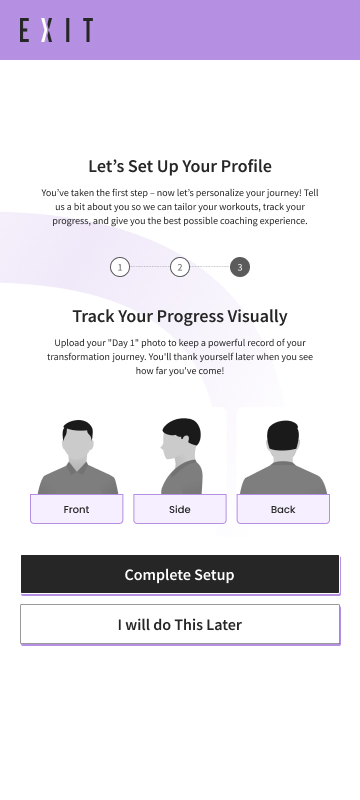 EXIT
Let's Set Up Your Profile
You've taken the first step – now let's personalize your journey! Tell
us a bit about you so we can tailor your workouts, track your
progress, and give you the best possible coaching experience.
1 2 3
Track Your Progress Visually
Upload your "Day 1" photo to keep a powerful record of your
transformation journey. You'll thank yourself later when you see
how far you've come!
Front Side Back
Complete Setup
I will do This Later